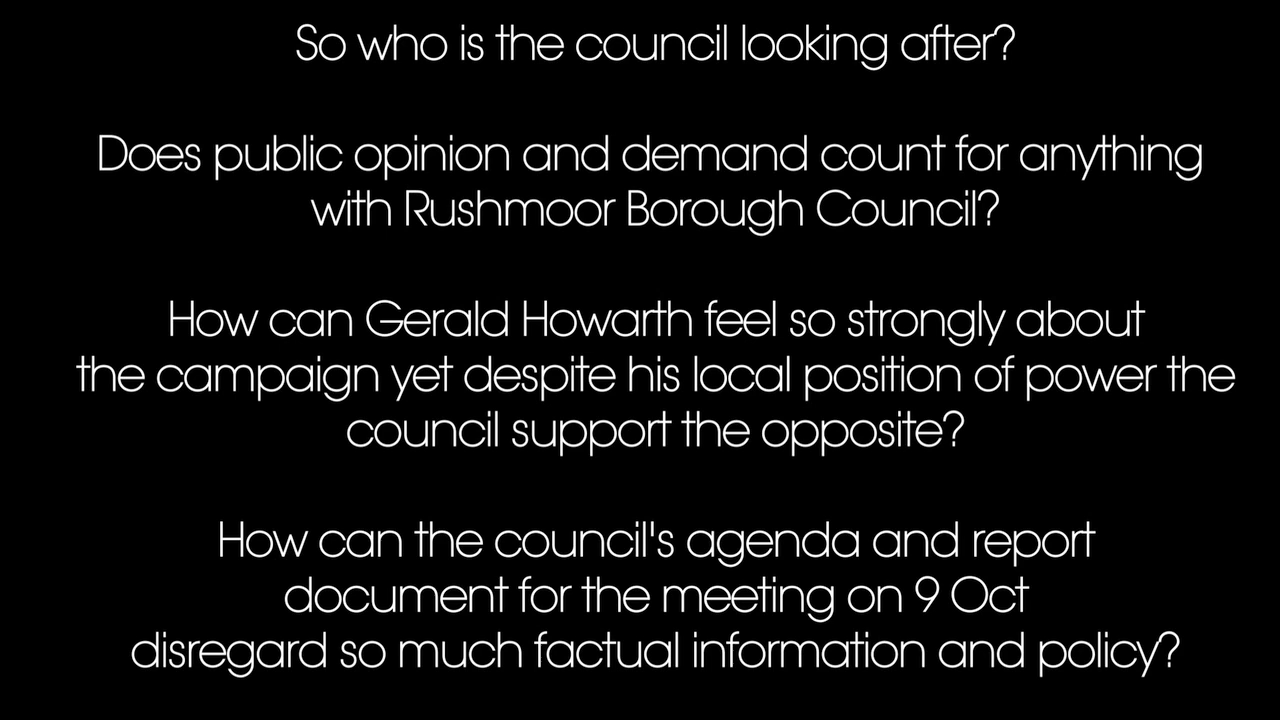 So who is the council looking after?
Does public opinion and demand count for anything
with Rushmoor Borough Council?
How can Gerald Howarth feel so strongly about
the campaign yet despite his local position of power the
council support the opposite?
How can the council's agenda and report
document for the meeting on 9 Oct
disregard so much factual information and policy?